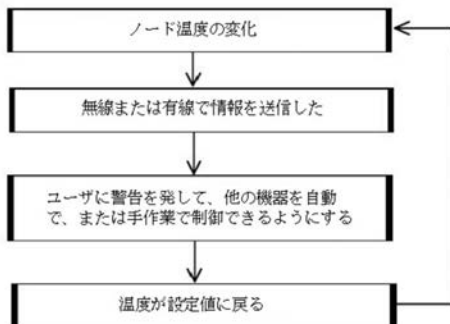 ノード温度の変化
無線または有線で情報を送信した
ユーザに警告を発して、他の機器を自動
で、または手作業で制御できるようにする
温度が設定値に戻る